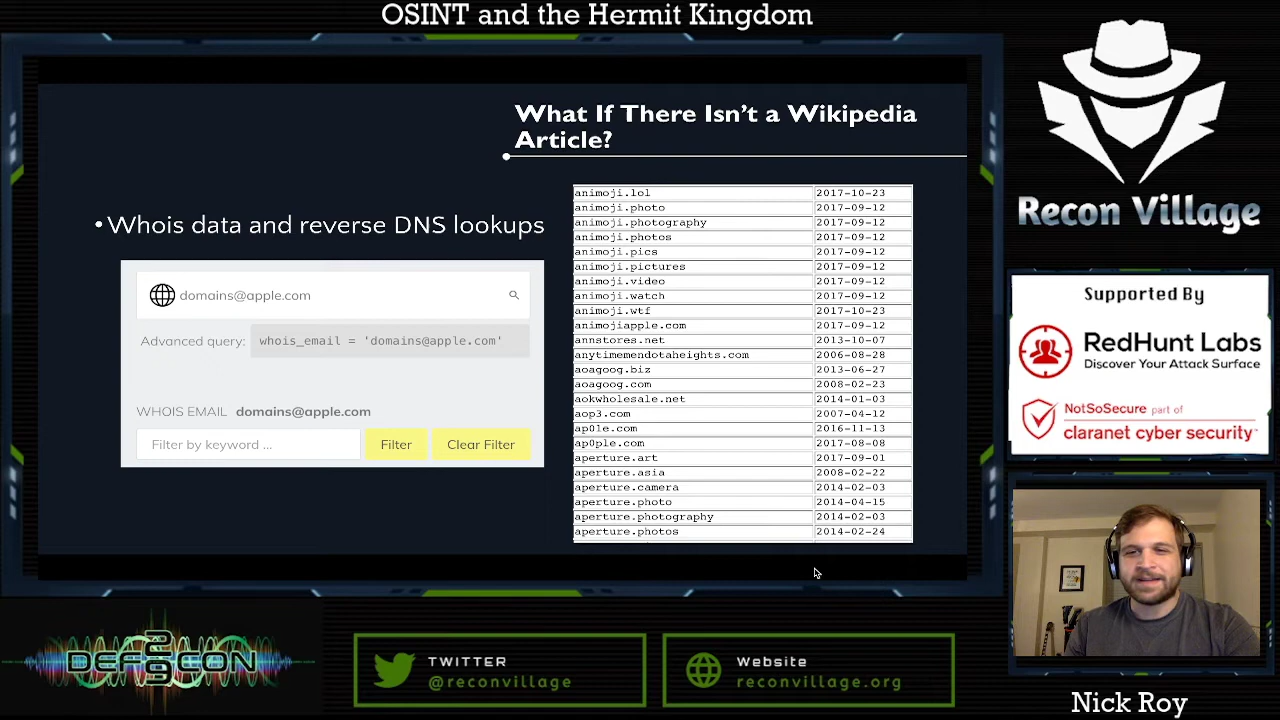 OSINT and the Hermit Kingdom
What If There Isn't a Wikipedia
Article?
•Whois data and reverse DNS lookups
domains@apple.com
Advanced query: whois_email = 'domains@apple.com'
WHOIS EMAIL domains@apple.com
Filter by keyword ... Filter Clear Filter
animoji.lol 2017-10-23
animoji.photo 2017-09-12
animoji.photography 2017-09-12
animoji.photos 2017-09-12
animoji.pics 2017-09-12
animoji.pictures 2017-09-12
animoji.video 2017-09-12
animoji.watch 2017-09-12
animoji.wtf 2017-10-23
animojiapple.com 2017-09-12
annstores.net 2013-10-07
anytimemendotaheights.com 2006-08-28
aoagoog.biz 2013-06-27
aoagoog.com 2008-02-23
aokwholesale.net 2014-01-03
aop3.com 2007-04-12
ap0le.com 2016-11-13
ap0ple.com 2017-08-08
aperture.art 2017-09-01
aperture.asia 2008-02-22
aperture.camera 2014-02-03
aperture.photo 2014-04-15
aperture.photography 2014-02-03
aperture.photos 2014-02-24
Recon Village
Supported By
RedHunt Labs
Discover Your Attack Surface
NotSoSecure part of
claranet cyber security
DEFCON
29
TWITTER
@reconvillage
Website
reconvillage.org
Nick Roy